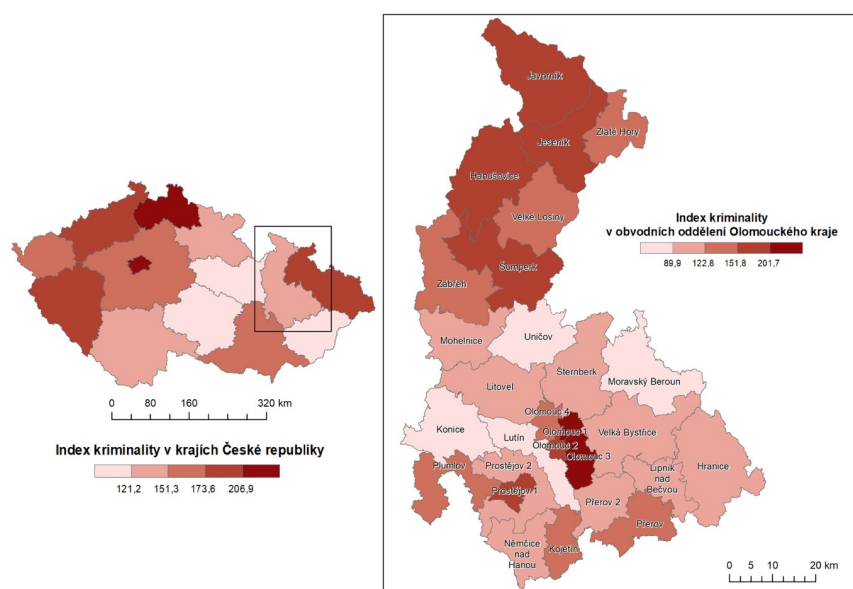 Javorník
Jeseník
Zlaté Hory
Hanušovice
Velké Losiny
Index kriminality
v obvodních oddělení Olomouckého kraje
89,9 122,8 151,8 201,7
Šumperk
Zábřeh
Mohelnice
Uničov
Šternberk
Moravský Beroun
Litovel
Olomouc 4
Konice
Lutín
Olomouc 1
Velká Bystřice
Olomouc 2
Olomouc 3
Plumlov
Prostějov 2
Lipník
nad
Bečvou
Hranice
Prostějov 1
Přerov 2
Přerov
Němčice
nad
Hanou
Kojetín
0 5 10 20 km
0 80 160 320 km
Index kriminality v krajích České republiky
121,2 151,3 173,6 206,9